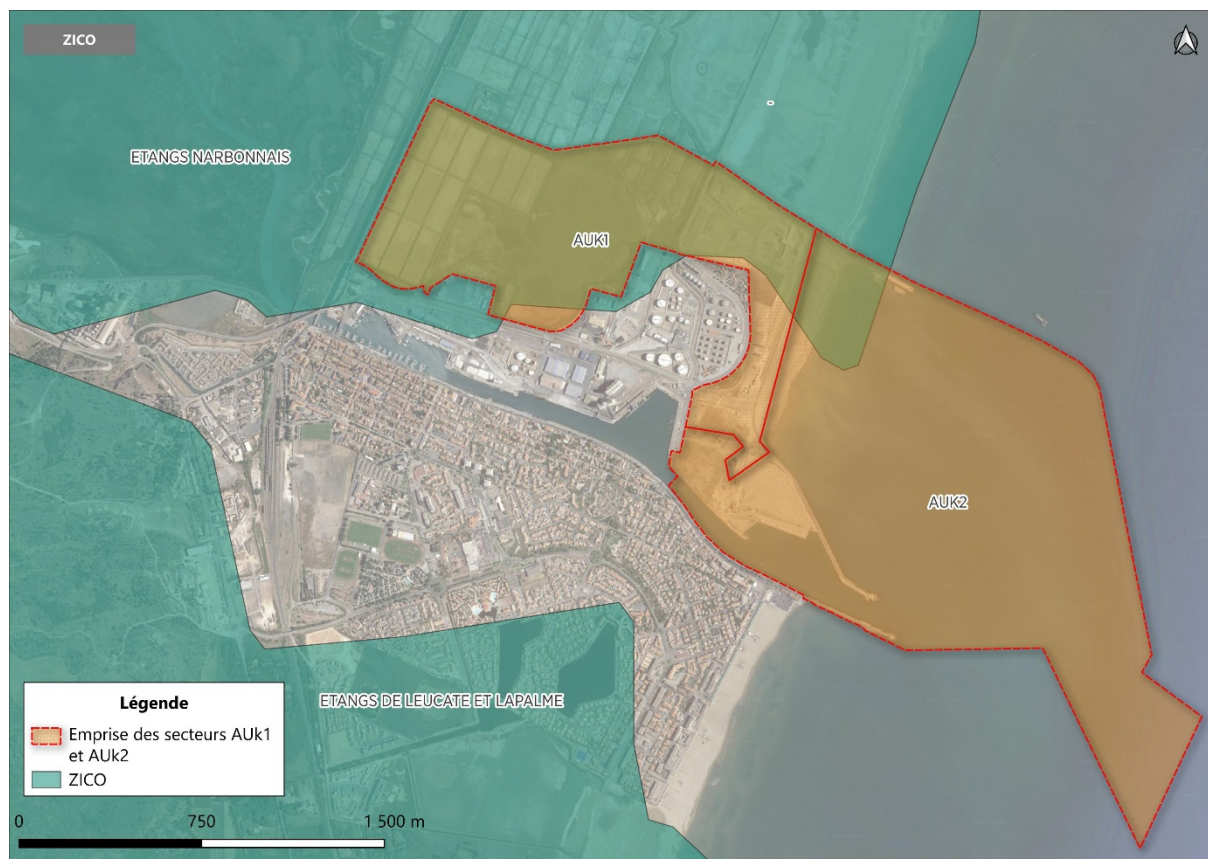 ZICO
ETANGS NARBONNAIS
AUK1
AUK2
ETANGS DE LEUCATE ET LAPALME
Légende
Emprise des secteurs AUk1
et AUk2
ZICO
0 750 1 500 m